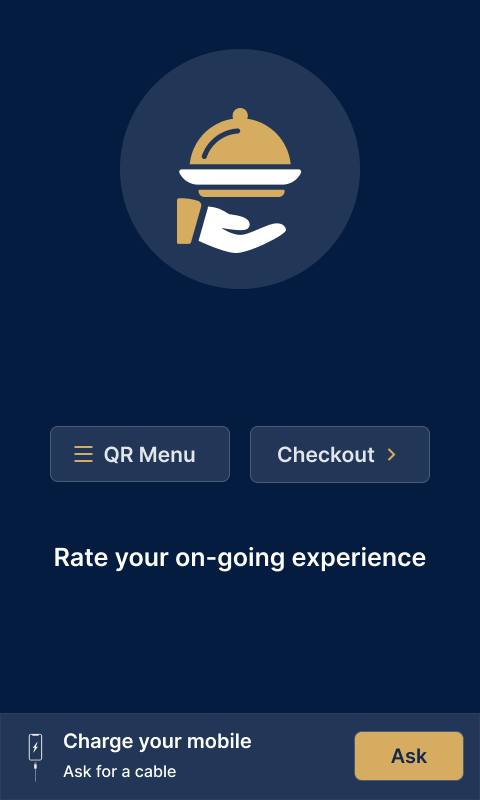 QR Menu
Checkout
Rate your on-going experience
Charge your mobile
Ask for a cable
Ask